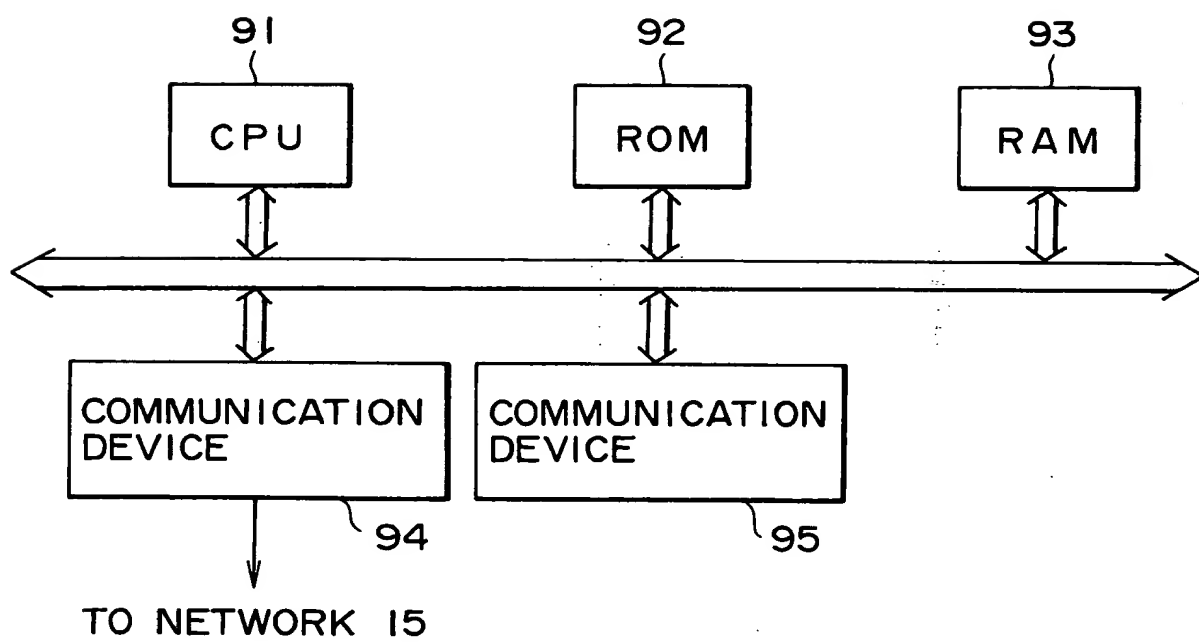 91
92
93
CPU
ROM
RAM
COMMUNICATION
DEVICE
COMMUNICATION
DEVICE
94
95
TO NETWORK 15